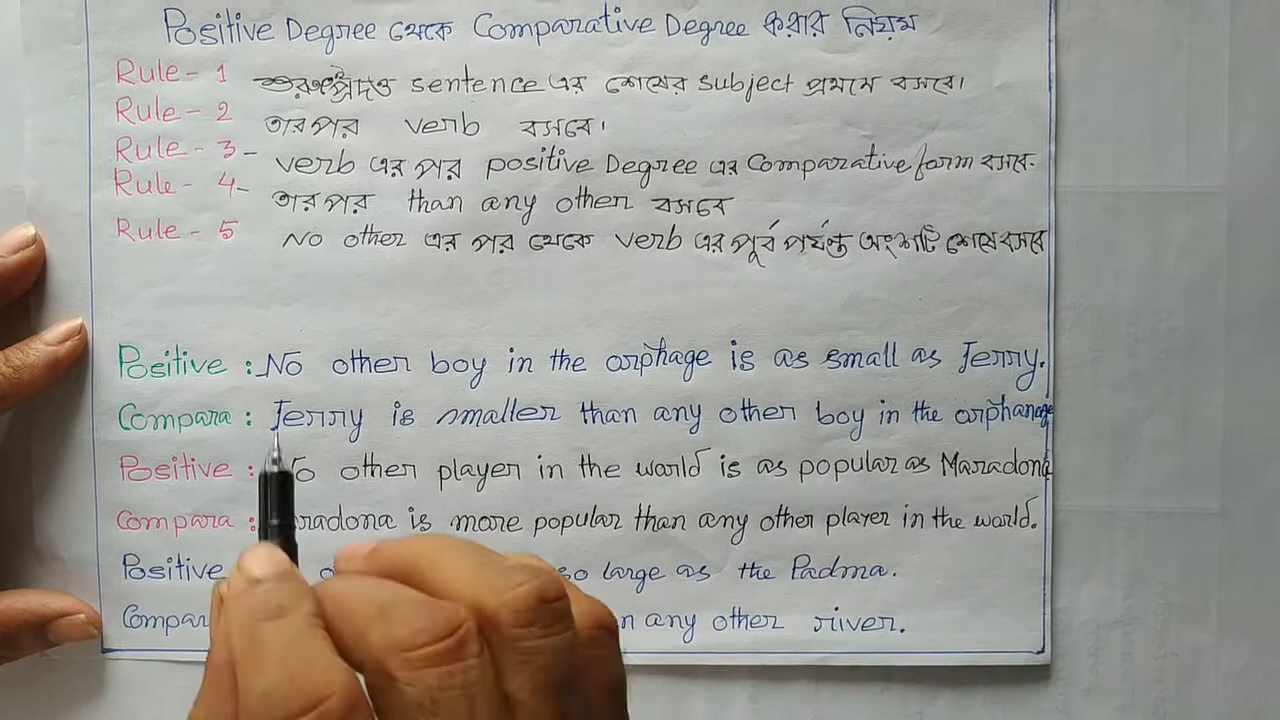 Positive Degree থেকে Comparative Degree করার নিয়ম
Rule - 1 প্রদত্ত sentence এর শেষের subject প্রথমে বসবে।
Rule - 2 তারপর verb বসবে।
Rule - 3 - verb এর পর positive Degree এর Comparative form বসবে-
Rule - 4 - তারপর than any other বসবে
Rule - 5 No other এর পর থেকে verb এর পূর্ব পর্যন্ত অংশটি শেষে বসবে
Positive : No other boy in the orphage is as small as Jerry.
Compara : Jerry is smaller than any other boy in the orphanage
Positive : No other player in the world is as popular as Maradona
Compara : Maradona is more popular than any other player in the world.
Positive so large as the Padma.
Compar any other river.